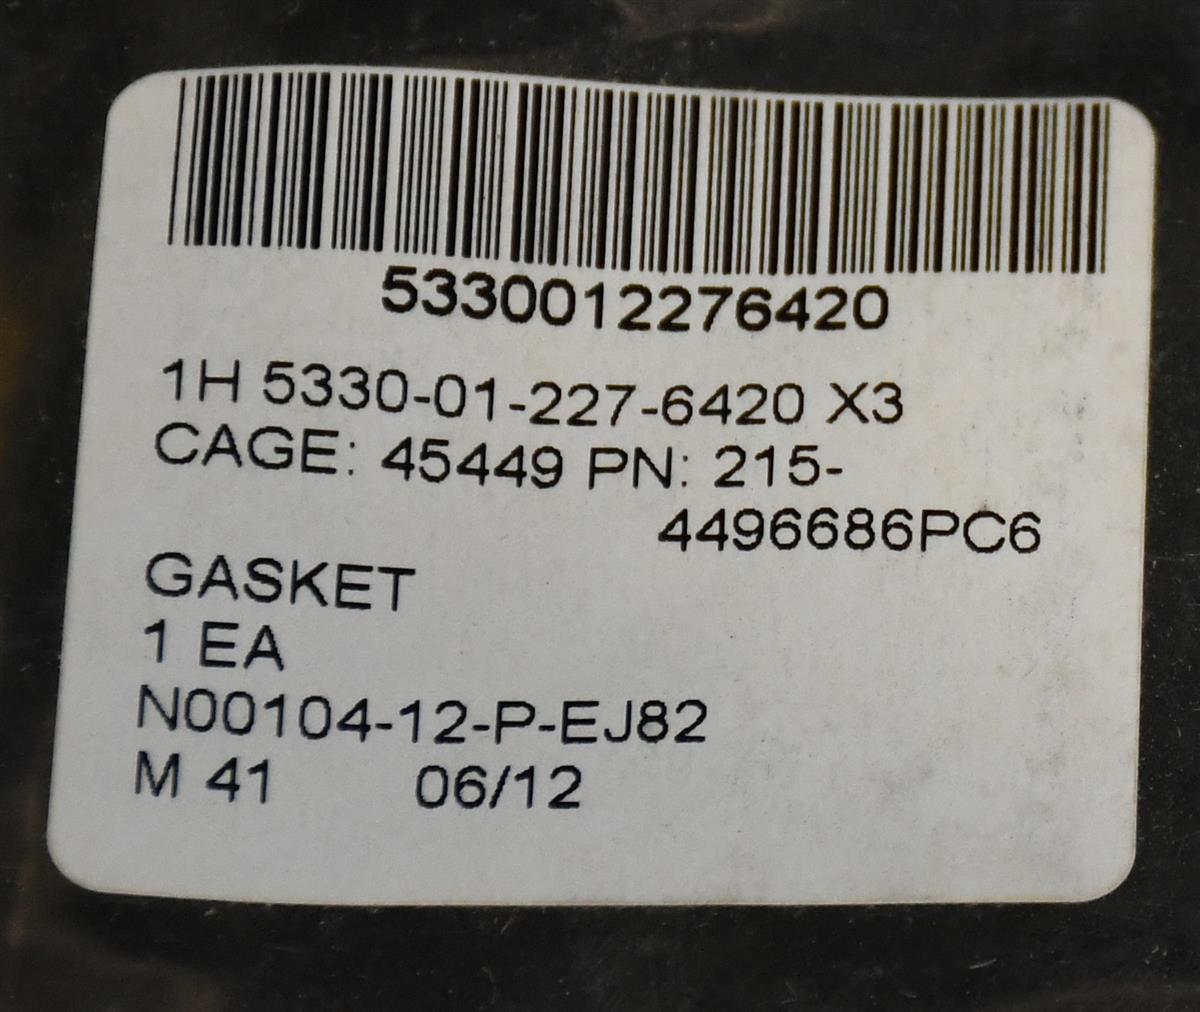 5330012276420
1H 5330-01-227-6420 X3
CAGE: 45449 PN: 215-
4496686PC6
GASKET
1 EA
N00104-12-P-EJ82
M 41 06/12